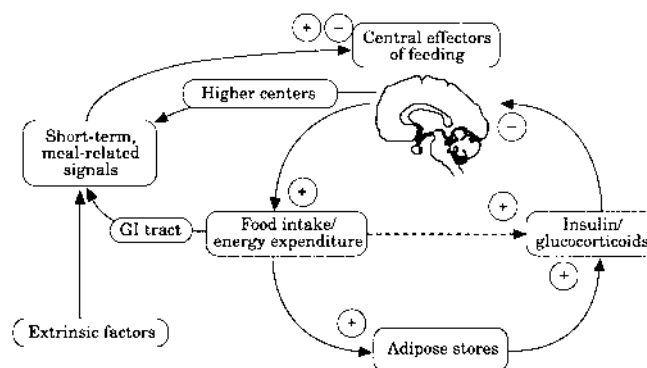 + −
Central effectors
of feeding
Higher centers
−
Short-term,
meal-related
signals
+
+
GI tract
Food intake/
energy expenditure
Insulin/
glucocorticoids
+
+
Extrinsic factors
Adipose stores